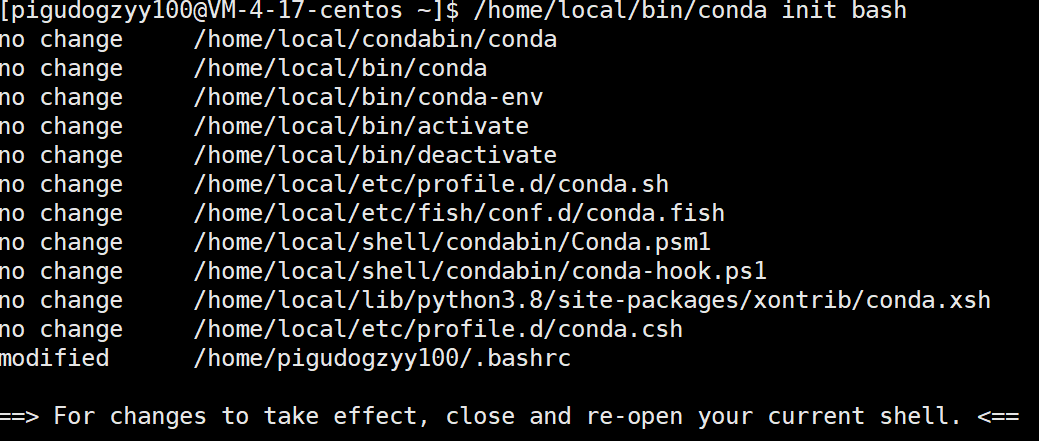 [pigudogzyy100@VM-4-17-centos ~]$ /home/local/bin/conda init bash
no change     /home/local/condabin/conda
no change     /home/local/bin/conda
no change     /home/local/bin/conda-env
no change     /home/local/bin/activate
no change     /home/local/bin/deactivate
no change     /home/local/etc/profile.d/conda.sh
no change     /home/local/etc/fish/conf.d/conda.fish
no change     /home/local/shell/condabin/Conda.psm1
no change     /home/local/shell/condabin/conda-hook.ps1
no change     /home/local/lib/python3.8/site-packages/xontrib/conda.xsh
no change     /home/local/etc/profile.d/conda.csh
modified      /home/pigudogzyy100/.bashrc
==> For changes to take effect, close and re-open your current shell. <==